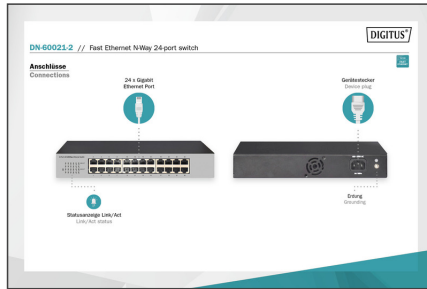 DIGITUS®
DN-60021-2 // Fast Ethernet N-Way 24-port switch
Anschlüsse
Connections
24 x Gigabit
Ethernet Port
Gerätestecker
Device plug
Statusanzeige Link/Act
Link/Act status
Erdung
Grounding